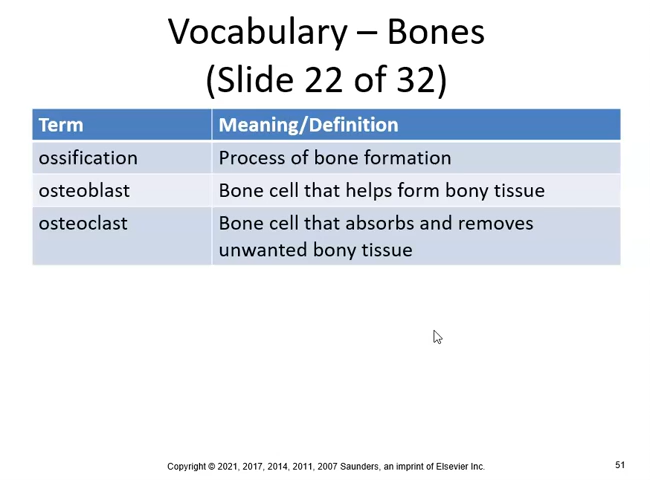 Vocabulary – Bones
(Slide 22 of 32)
Term Meaning/Definition
ossification Process of bone formation
osteoblast Bone cell that helps form bony tissue
osteoclast Bone cell that absorbs and removes
unwanted bony tissue
Copyright © 2021, 2017, 2014, 2011, 2007 Saunders, an imprint of Elsevier Inc. 51